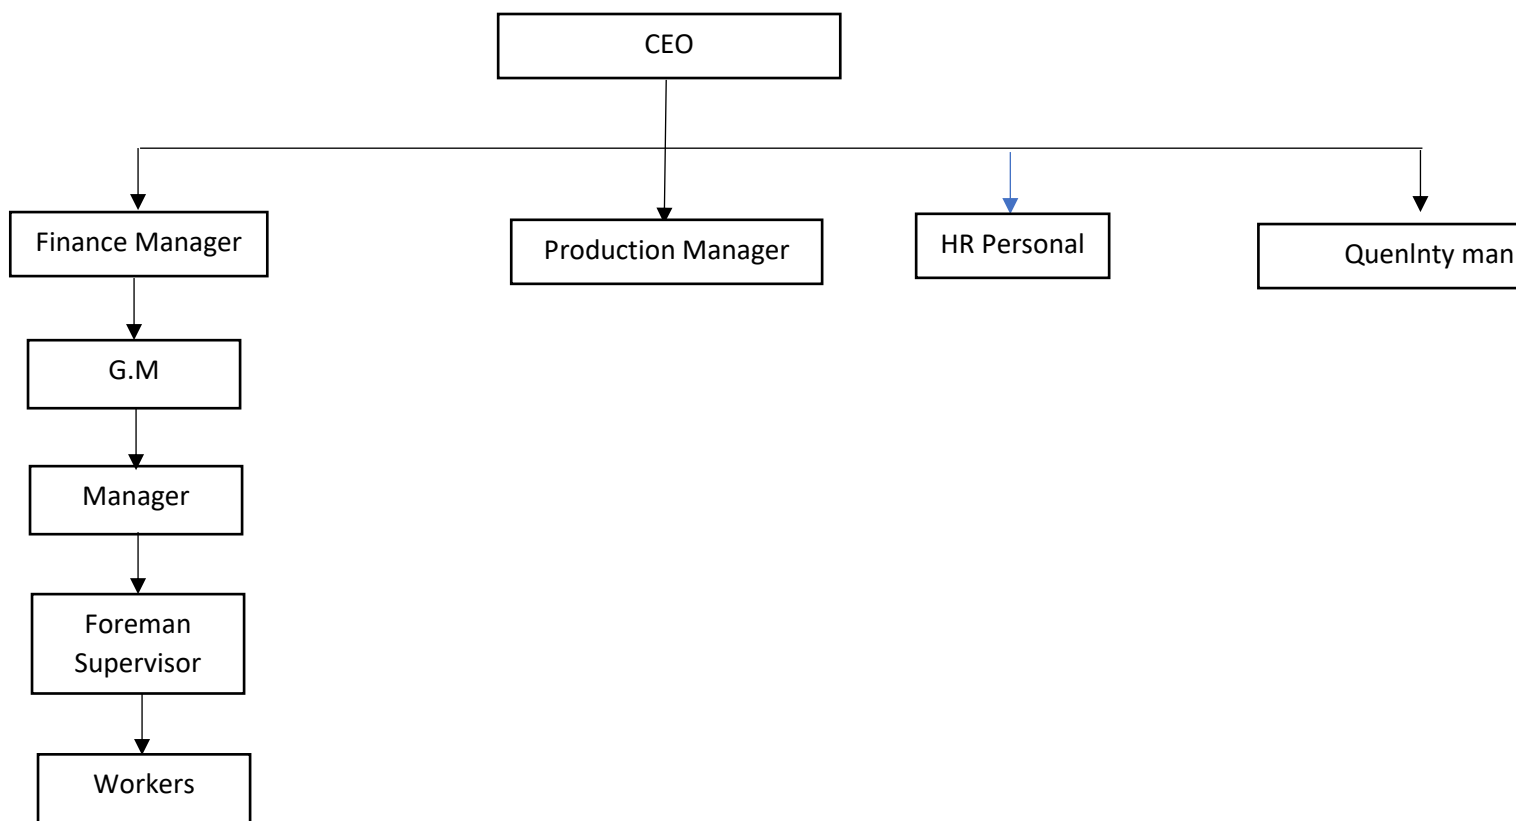 CEO
Finance Manager
Production Manager
HR Personal
Quenlnty man
G.M
Manager
Foreman
Supervisor
Workers